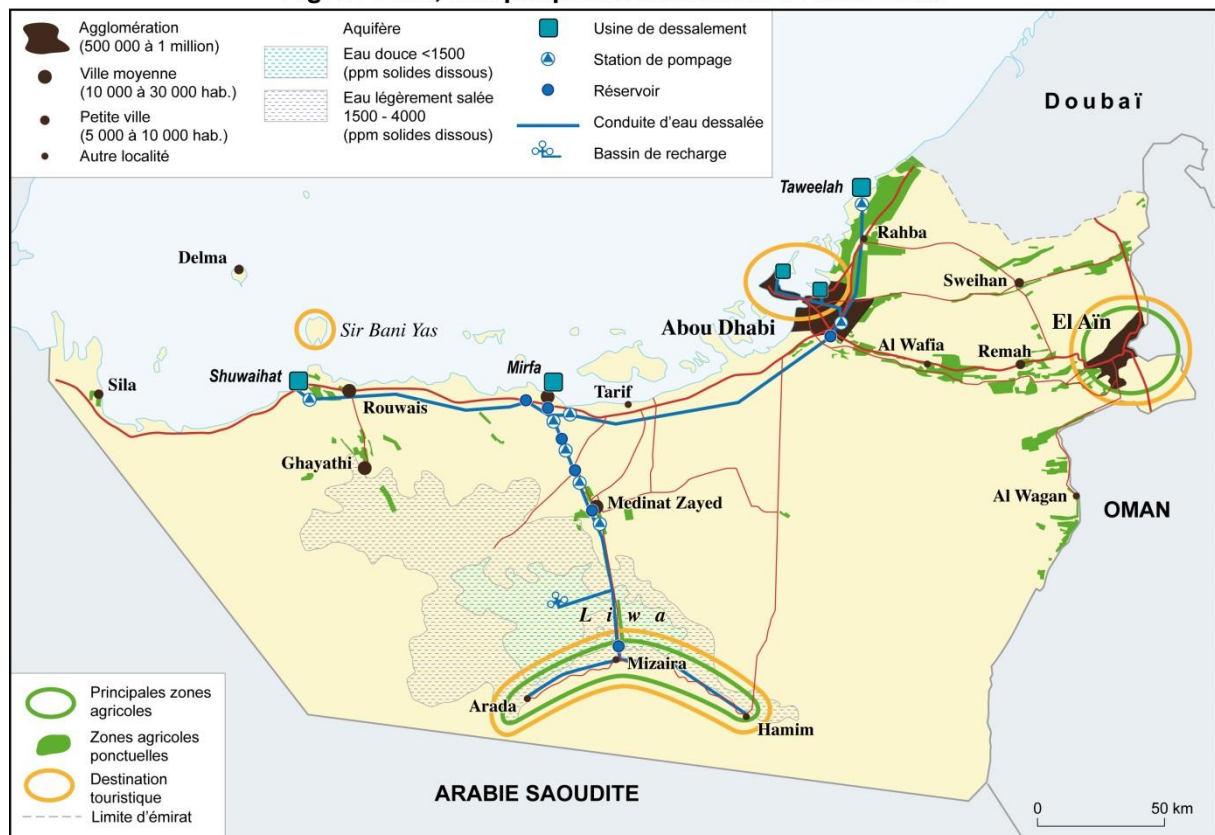 Agglomération
(500 000 à 1 million)
Ville moyenne
(10 000 à 30 000 hab.)
Petite ville
(5 000 à 10 000 hab.)
Autre localité
Aquifère
Eau douce <1500
(ppm solides dissous)
Eau légèrement salée
1500 - 4000
(ppm solides dissous)
Usine de dessalement
Station de pompage
Réservoir
Conduite d'eau dessalée
Bassin de recharge
Doubaï
Taweelah
Rahba
Delma
Sweihan
Sir Bani Yas
Abou Dhabi
El Aïn
Al Wafia
Remah
Shuwaihat
Mirfa
Tarif
Sila
Rouwais
Ghayathi
Medinat Zayed
Al Wagan
OMAN
Liwa
Mizaira
Arada
Hamim
Principales zones
agricoles
Zones agricoles
ponctuelles
Destination
touristique
Limite d'émirat
ARABIE SAOUDITE
0 50 km